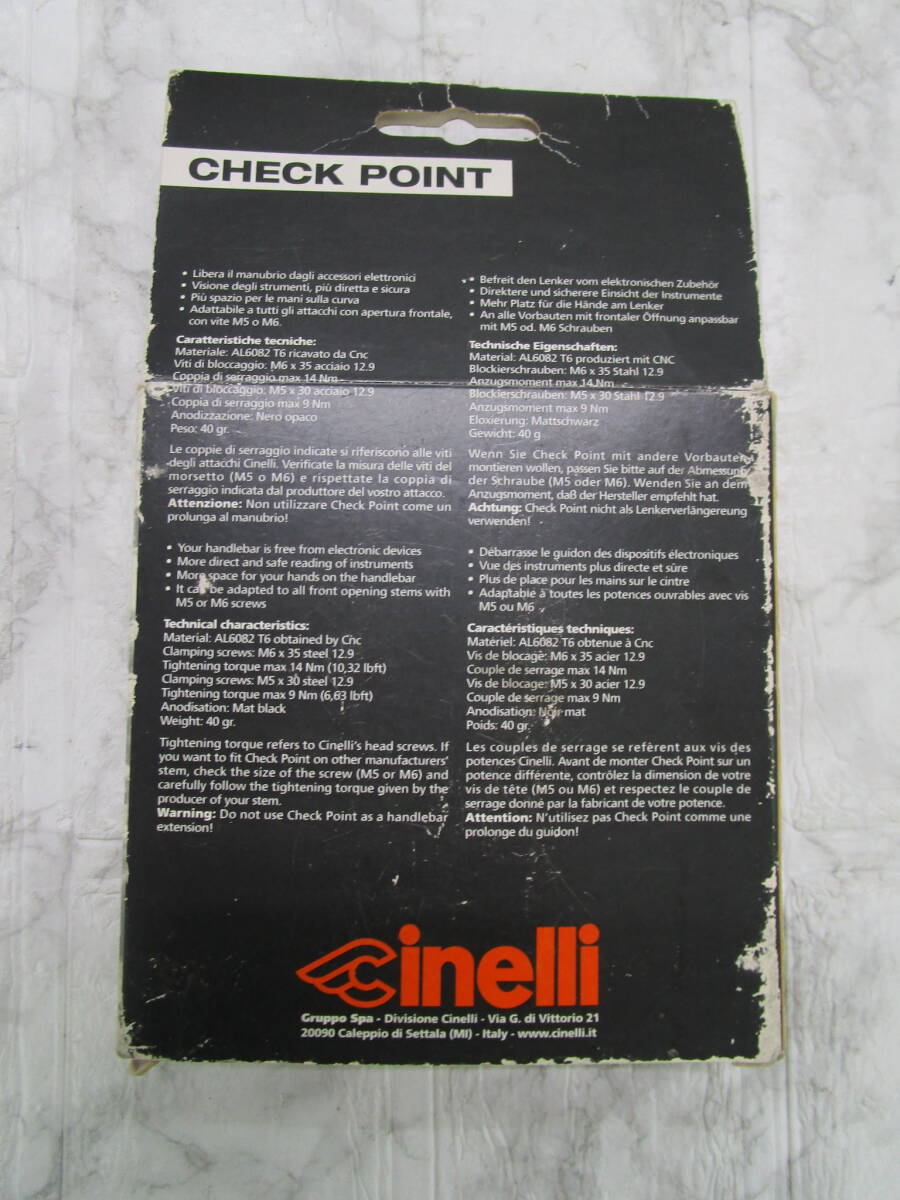 CHECK POINT
• Libera il manubrio dagli accessori elettronici
• Visione degli strumenti, più diretta e sicura
• Più spazio per le mani sulla curva
• Adattabile a tutti gli attacchi con apertura frontale,
con vite M5 o M6.
Caratteristiche tecniche:
Materiale: AL6082 T6 ricavato da Cnc
Viti di bloccaggio: M6 x 35 acciaio 12.9
Coppia di serraggio max 14 Nm
Viti di bloccaggio: M5 x 30 acciaio 12.9
Coppia di serraggio max 9 Nm
Anodizzazione: Nero opaco
Peso: 40 gr.
Le coppie di serraggio indicate si riferiscono alle viti
degli attacchi Cinelli. Verificate la misura delle viti del
morsetto (M5 o M6) e rispettate la coppia di
serraggio indicata dal produttore del vostro attacco.
Attenzione: Non utilizzare Check Point come un
prolunga al manubrio!
• Befreit den Lenker vom elektronischen Zubehör
• Direktere und sicherere Einsicht der Instrumente
• Mehr Platz für die Hände am Lenker
• An alle Vorbauten mit frontaler Öffnung anpassbar
mit M5 od. M6 Schrauben
Technische Eigenschaften:
Material: AL6082 T6 produziert mit CNC
Blockierschrauben: M6 x 35 Stahl 12.9
Anzugsmoment max 14 Nm
Blockierschrauben: M5 x 30 Stahl 12.9
Anzugsmoment max 9 Nm
Eloxierung: Mattschwarz
Gewicht: 40 g
Wenn Sie Check Point mit andere Vorbauten
montieren wollen, passen Sie bitte auf der Abmessung
der Schraube (M5 oder M6). Wenden Sie an dem
Anzugsmoment, daß der Hersteller empfehlt hat.
Achtung: Check Point nicht als Lenkerverlängereung
verwenden!
• Your handlebar is free from electronic devices
• More direct and safe reading of instruments
• More space for your hands on the handlebar
• It can be adapted to all front opening stems with
M5 or M6 screws
Technical characteristics:
Material: AL6082 T6 obtained by Cnc
Clamping screws: M6 x 35 steel 12.9
Tightening torque max 14 Nm (10,32 lbft)
Clamping screws: M5 x 30 steel 12.9
Tightening torque max 9 Nm (6,63 lbft)
Anodisation: Mat black
Weight: 40 gr.
Tightening torque refers to Cinelli's head screws. If
you want to fit Check Point on other manufacturers'
stem, check the size of the screw (M5 or M6) and
carefully follow the tightening torque given by the
producer of your stem.
Warning: Do not use Check Point as a handlebar
extension!
• Débarrasse le guidon des dispositifs électroniques
• Vue des instruments plus directe et sûre
• Plus de place pour les mains sur le cintre
• Adaptable à toutes les potences ouvrables avec vis
M5 ou M6
Caractéristiques techniques:
Matériel: AL6082 T6 obtenue à Cnc
Vis de blocage: M6 x 35 acier 12.9
Couple de serrage max 14 Nm
Vis de blocage: M5 x 30 acier 12.9
Couple de serrage max 9 Nm
Anodisation: Noir mat
Poids: 40 gr.
Les couples de serrage se refèrent aux vis des
potences Cinelli. Avant de monter Check Point sur un
potence différente, contrôlez la dimension de votre
vis de tête (M5 ou M6) et respectez le couple de
serrage donné par la fabricant de votre potence.
Attention: N'utilisez pas Check Point comme une
prolonge du guidon!
Cinelli
Gruppo Spa - Divisione Cinelli - Via G. di Vittorio 21
20090 Caleppio di Settala (MI) - Italy - www.cinelli.it